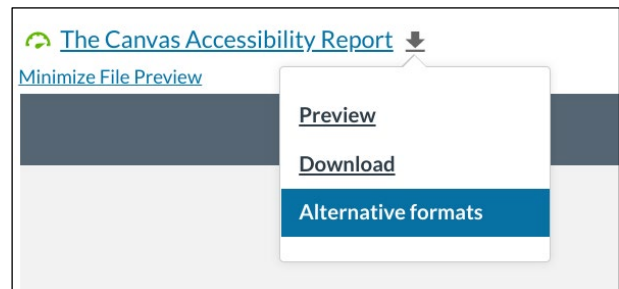 The Canvas Accessibility Report
Minimize File Preview
Preview
Download
Alternative formats